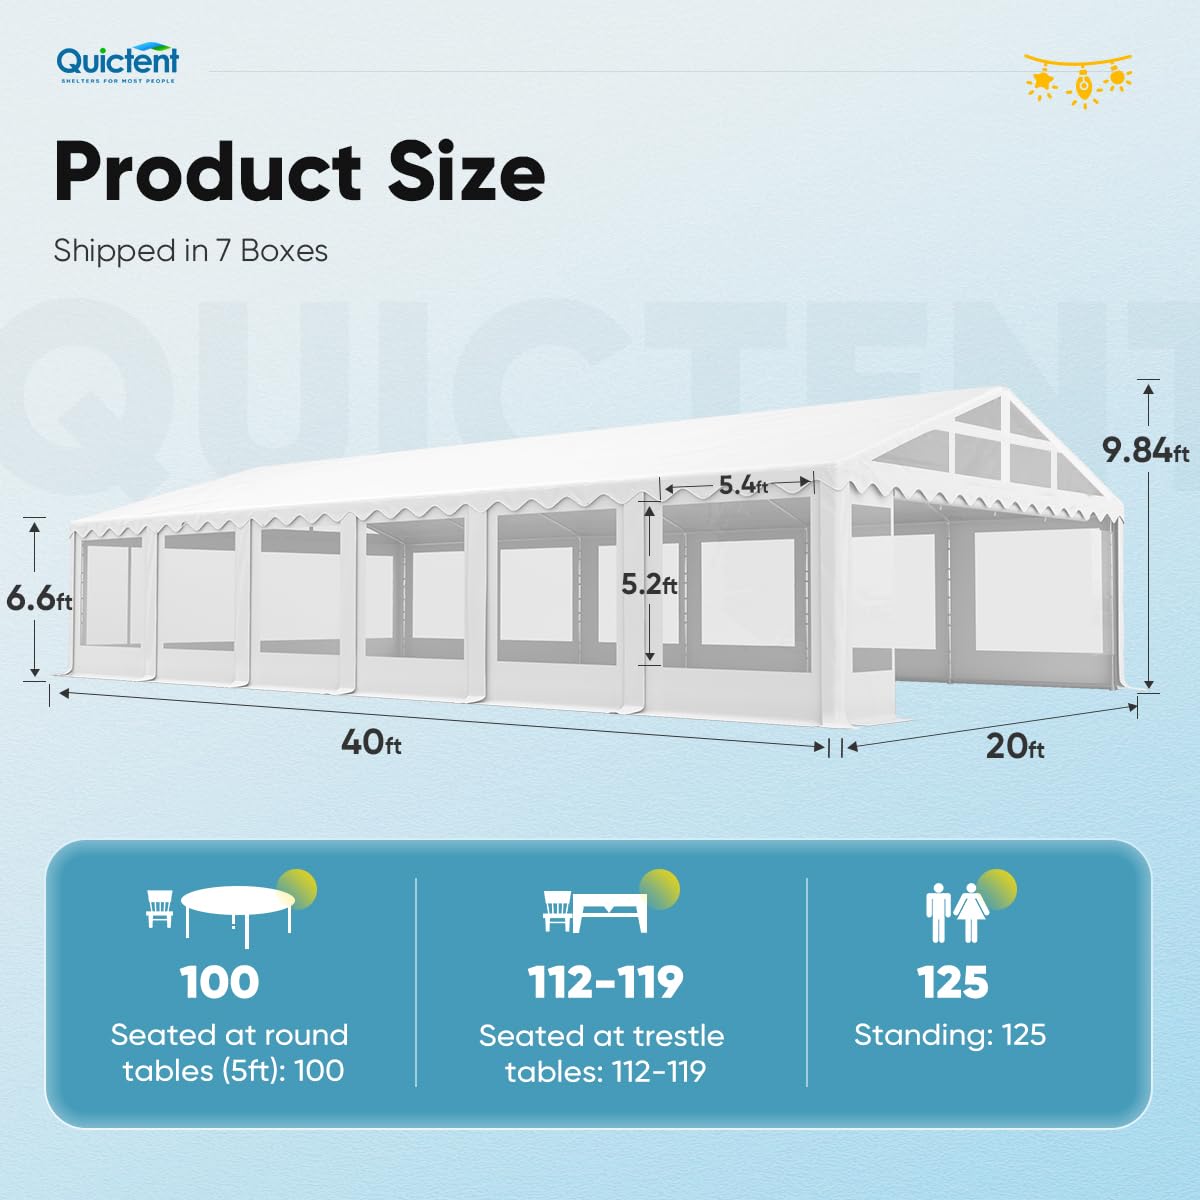 Quictent
SHELTERS FOR MOST PEOPLE
Product Size
Shipped in 7 Boxes
QUICTENT
9.84ft
5.4ft
5.2ft
6.6ft
40ft
20ft
100
Seated at round
tables (5ft): 100
112-119
Seated at trestle
tables: 112-119
125
Standing: 125